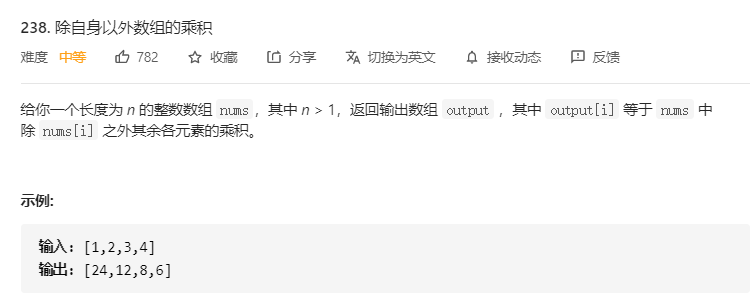 238. 除自身以外数组的乘积
难度 中等 782 收藏 分享 切换为英文 接收动态 反馈
给你一个长度为 n 的整数数组 nums，其中 n > 1，返回输出数组 output ，其中 output[i] 等于 nums 中
除 nums[i] 之外其余各元素的乘积。
示例:
输入: [1,2,3,4]
输出: [24,12,8,6]